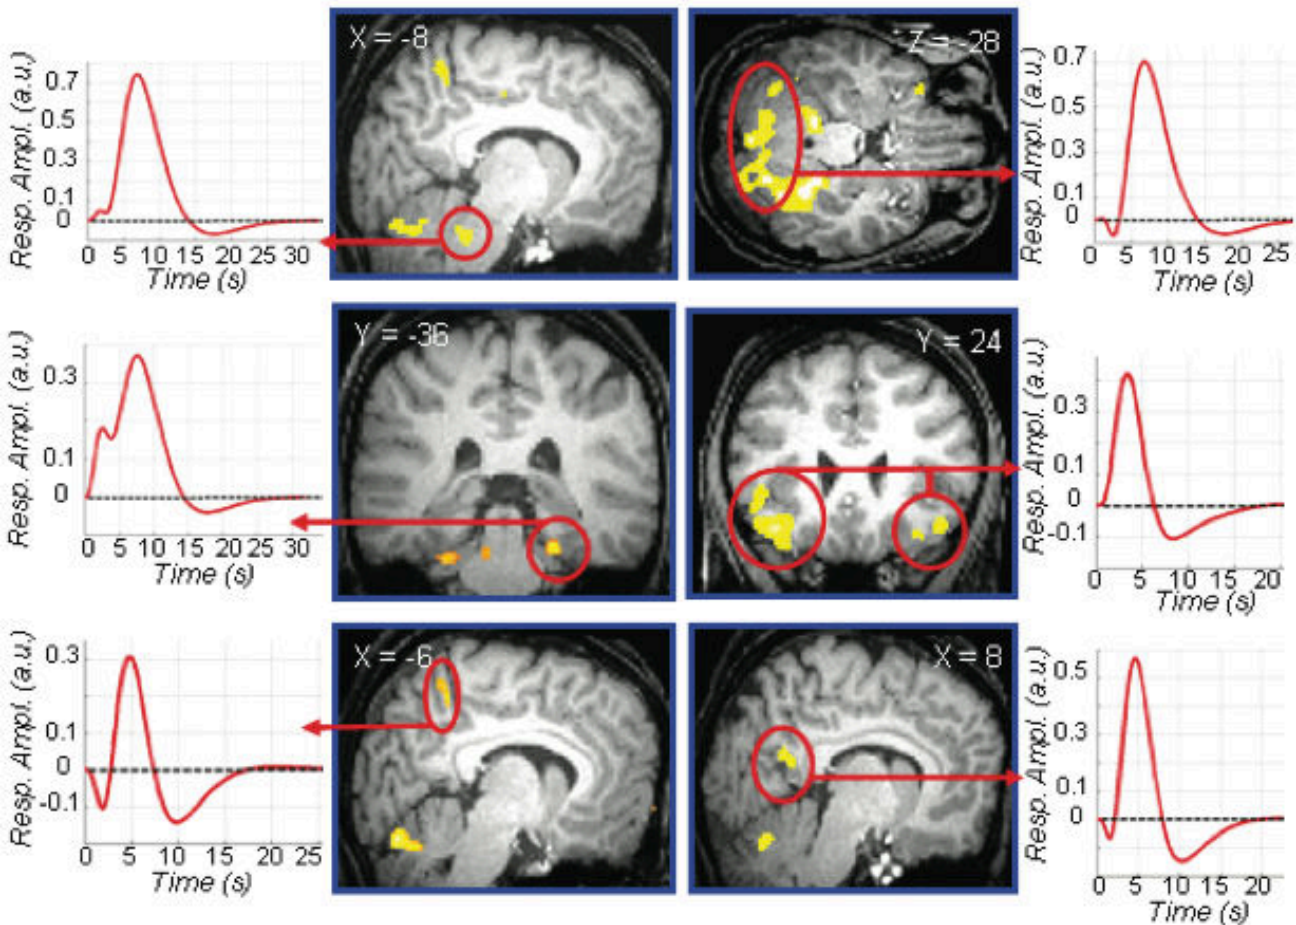 Resp. Ampl. (a.u.)
0.7
0.5
0.3
0.1
0
0 5 10 15 20 25 30
Time (s)
X = -8
Z = -28
Resp. Ampl. (a.u.)
0.7
0.5
0.3
0.1
0
0 5 10 15 20 25
Time (s)
Resp. Ampl. (a.u.)
0.3
0.1
0
0 5 10 15 20 25 30
Time (s)
Y = -36
Y = 24
Resp. Ampl. (a.u.)
0.3
0.1
0
-0.1
0 5 10 15 20
Time (s)
Resp. Ampl. (a.u.)
0.3
0.1
0
-0.1
0 5 10 15 20 25
Time (s)
X = -6
X = 8
Resp. Ampl. (a.u.)
0.5
0.3
0.1
0
0 5 10 15 20
Time (s)